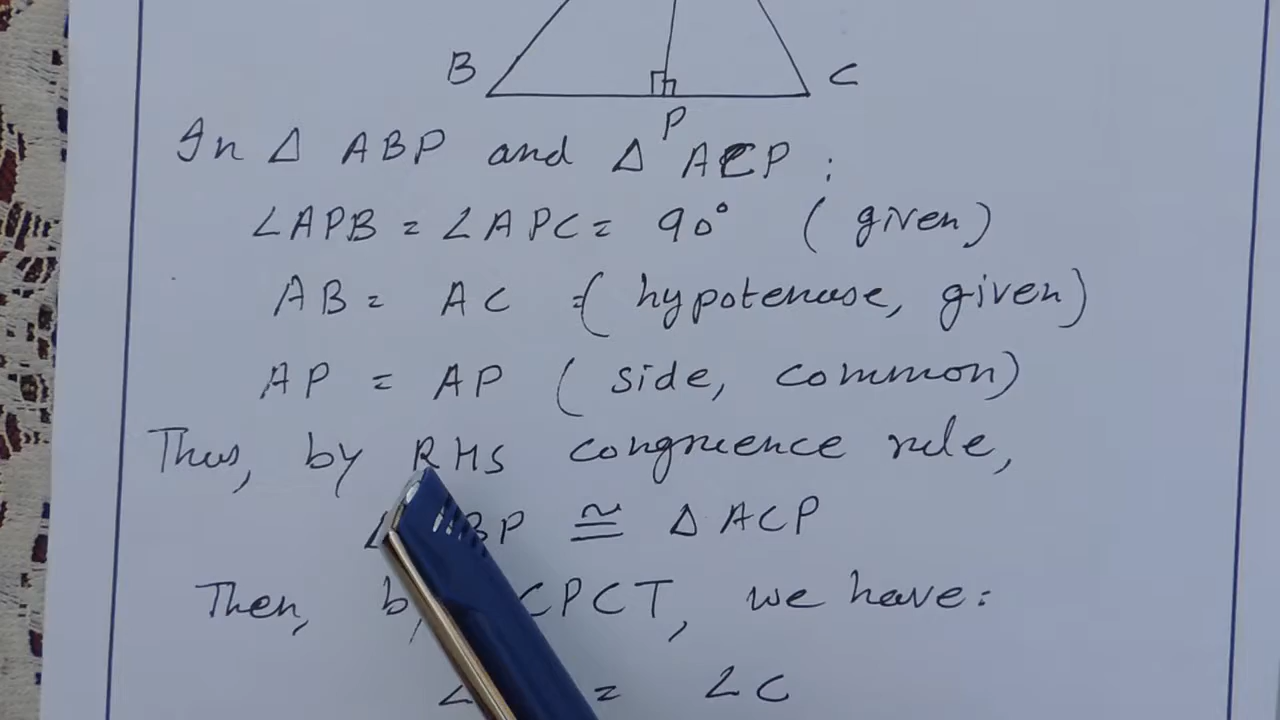 B
C
P
In Δ ABP and Δ ACP :
∠APB = ∠APC = 90° (given)
AB = AC =(hypotenuse, given)
AP = AP (side, common)
Thus, by RHS congruence rule,
BP ≅ Δ ACP
Then, CPCT, we have:
∠ = ∠C